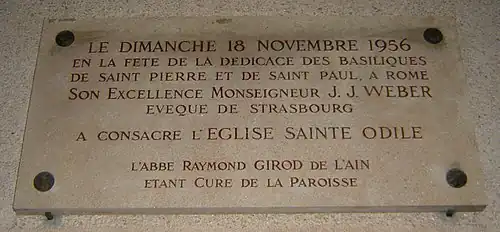 LE DIMANCHE 18 NOVEMBRE 1956
EN LA FETE DE LA DEDICACE DES BASILIQUES
DE SAINT PIERRE ET DE SAINT PAUL, A ROME
SON EXCELLENCE MONSEIGNEUR J. J. WEBER
EVEQUE DE STRASBOURG
A CONSACRE L'EGLISE SAINTE ODILE
L'ABBE RAYMOND GIROD DE L'AIN
ETANT CURE DE LA PAROISSE